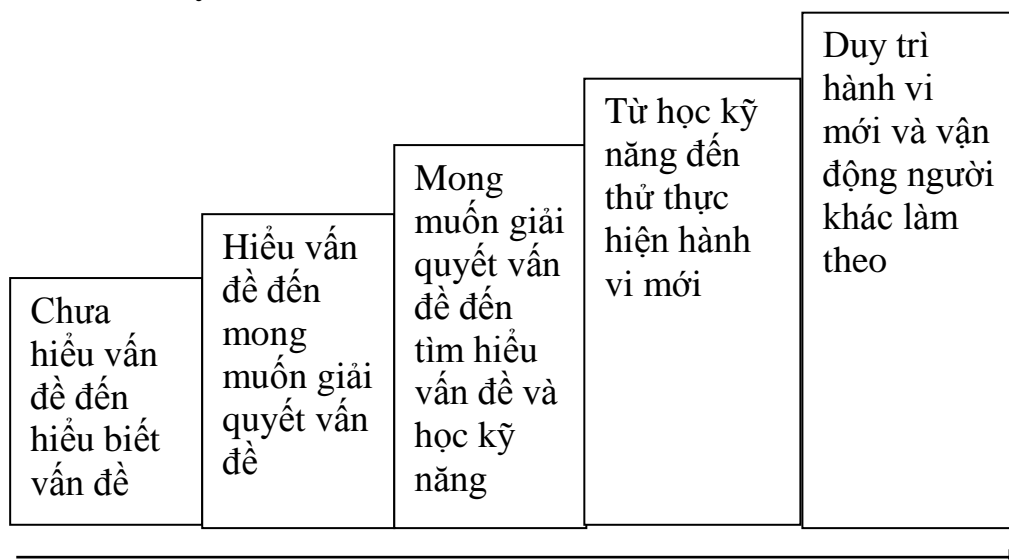 Chưa
hiểu vấn
đề đến
hiểu biết
vấn đề
Hiểu vấn
đề đến
mong
muốn giải
quyết vấn
đề
Mong
muốn giải
quyết vấn
đề đến
tìm hiểu
vấn đề và
học kỹ
năng
Từ học kỹ
năng đến
thử thực
hiện hành
vi mới
Duy trì
hành vi
mới và vận
động người
khác làm
theo